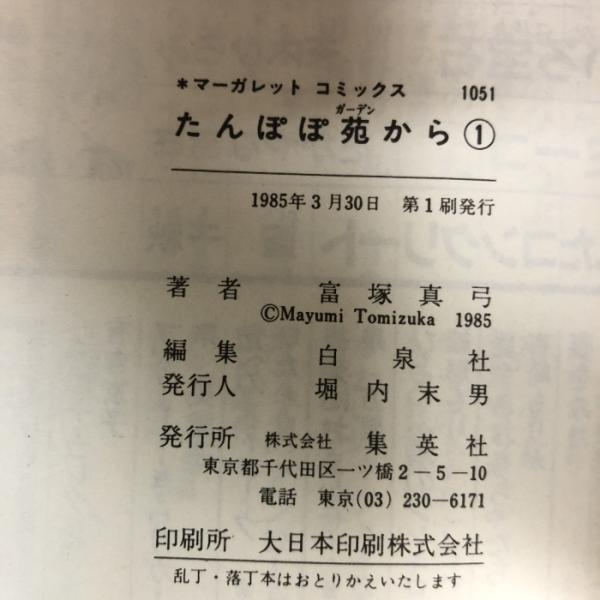 *マーガレット コミックス 1051
ガーデン
たんぽぽ苑から①
1985年3月30日 第1刷発行
著者 富塚真弓
©Mayumi Tomizuka 1985
編集 白泉社
発行人 堀内末男
発行所 株式会社 集英社
東京都千代田区一ツ橋2-5-10
電話 東京(03) 230-6171
印刷所 大日本印刷株式会社
乱丁・落丁本はおとりかえいたします